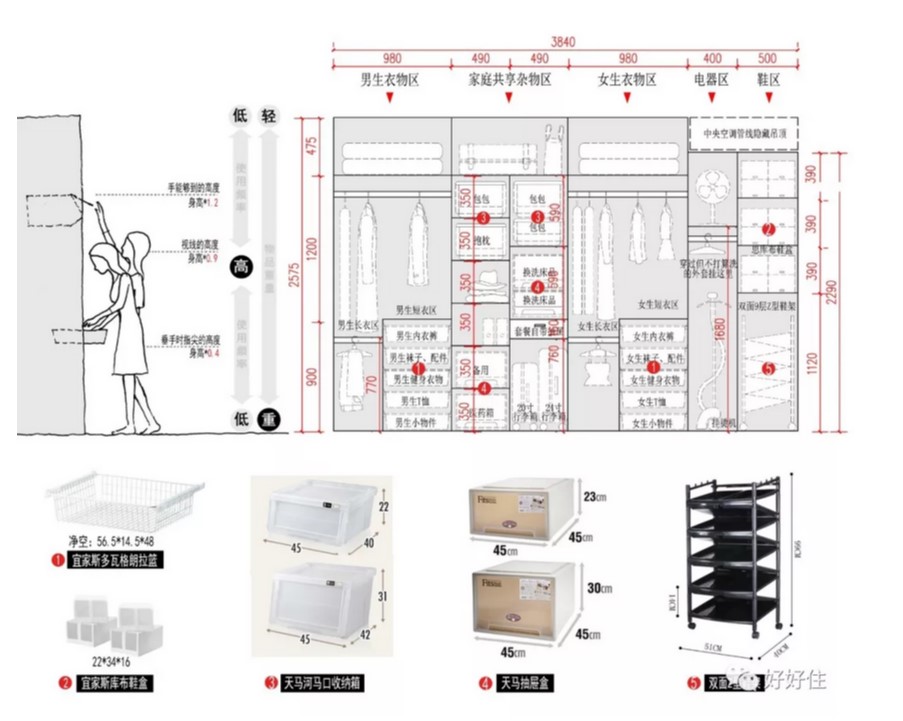 3840
980
490
490
980
400
500
男生衣物区
家庭共享杂物区
女生衣物区
电器区
鞋区
低
轻
使用频率
高
物品重量
使用频率
低
重
手能够到的高度
身高*1.2
视线的高度
身高*0.9
垂手时指尖的高度
身高*0.4
2575
475
1200
900
中央空调管线隐藏吊顶
350
包包
3
350
抱枕
350
350
350
备用
4
350
医药箱
包包
3
590
包包
换洗床品
4
590
换洗床品
760
男生短衣区
男生长衣区
770
男生内衣裤
男生袜子、配件
1
男生健身衣物
男生T恤
男生小物件
20寸
行李箱
24寸
行李箱
女生短衣区
女生长衣区
女生内衣裤
女生袜子、配件
1
女生健身衣物
女生T恤
女生小物件
穿过但不打算洗
的外套挂这里
1680
2
宜家库布鞋盒
双面9层Z型鞋架
5
390
390
390
1120
2290
净空：56.5*14.5*48
1 宜家斯多瓦格朗拉篮
22*34*16
2 宜家斯库布鞋盒
22
45
40
31
45
42
3 天马河马口收纳箱
Fitss
23cm
45cm
45cm
Fitss
30cm
45cm
45cm
4 天马抽屉盒
51CM
40CM
5 双面
好好住